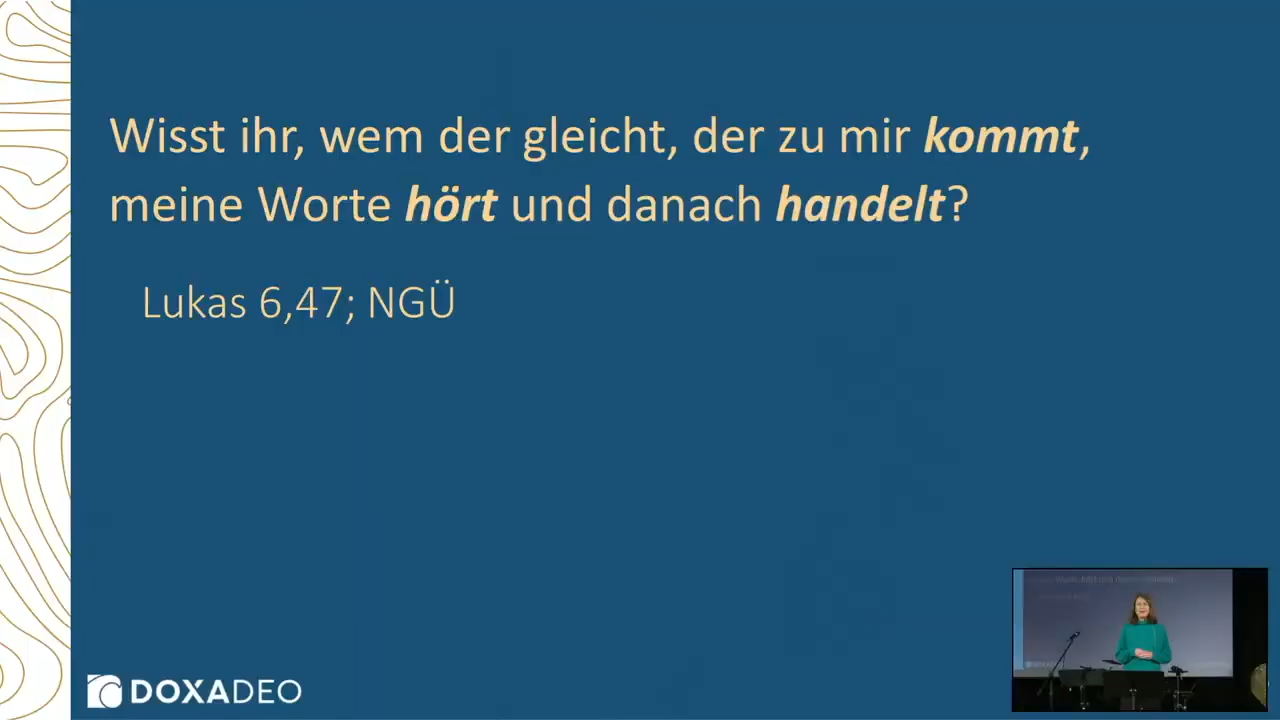 Wisst ihr, wem der gleicht, der zu mir kommt,
meine Worte hört und danach handelt?
Lukas 6,47; NGÜ
DOXADEO